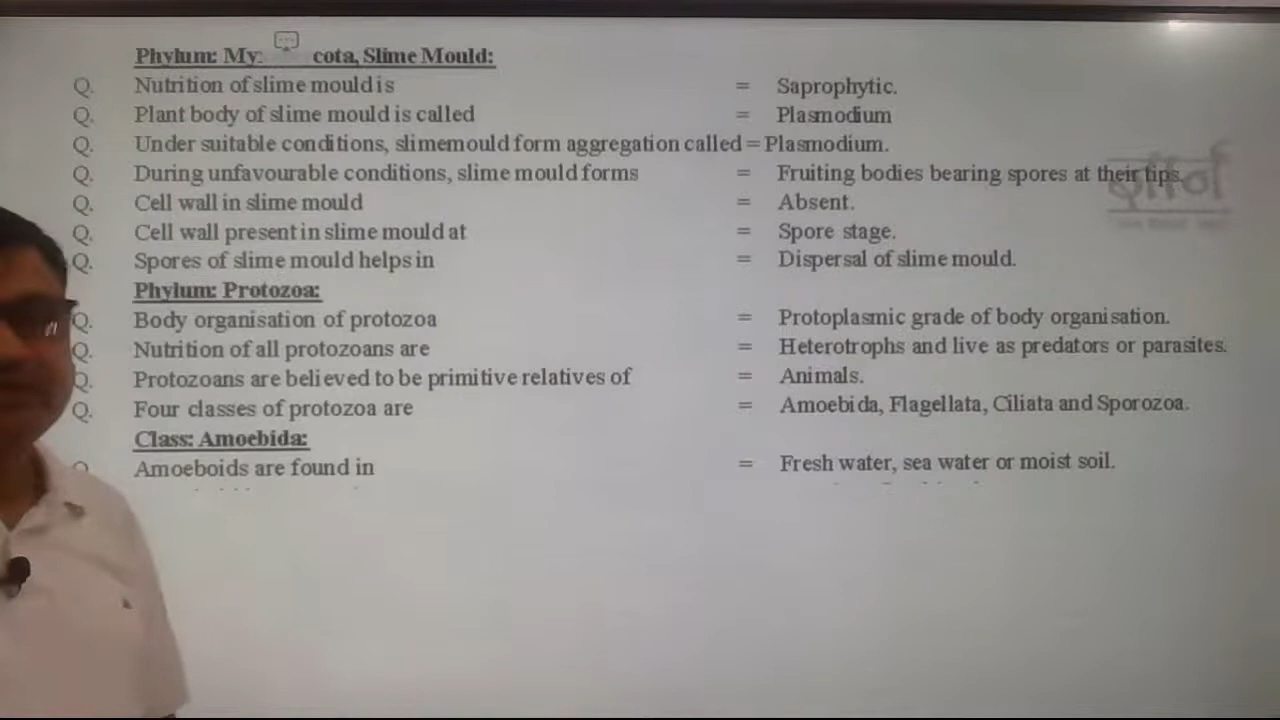 Phylum: My cota, Slime Mould:
Q. Nutrition of slime mould is = Saprophytic.
Q. Plant body of slime mould is called = Plasmodium
Q. Under suitable conditions, slimemould form aggregation called = Plasmodium.
Q. During unfavourable conditions, slime mould forms = Fruiting bodies bearing spores at their tips.
Q. Cell wall in slime mould = Absent.
Q. Cell wall present in slime mould at = Spore stage.
Q. Spores of slime mould helps in = Dispersal of slime mould.
Phylum: Protozoa:
Q. Body organisation of protozoa = Protoplasmic grade of body organisation.
Q. Nutrition of all protozoans are = Heterotrophs and live as predators or parasites.
Q. Protozoans are believed to be primitive relatives of = Animals.
Q. Four classes of protozoa are = Amoebida, Flagellata, Ciliata and Sporozoa.
Class: Amoebida:
Q. Amoeboids are found in = Fresh water, sea water or moist soil.